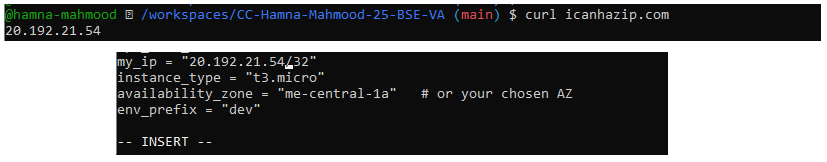 @hamna-mahmood /workspaces/CC-Hamna-Mahmood-25-BSE-VA (main) $ curl icanhazip.com
20.192.21.54
my_ip = "20.192.21.54/32"
instance_type = "t3.micro"
availability_zone = "me-central-1a" # or your chosen AZ
env_prefix = "dev"
-- INSERT --